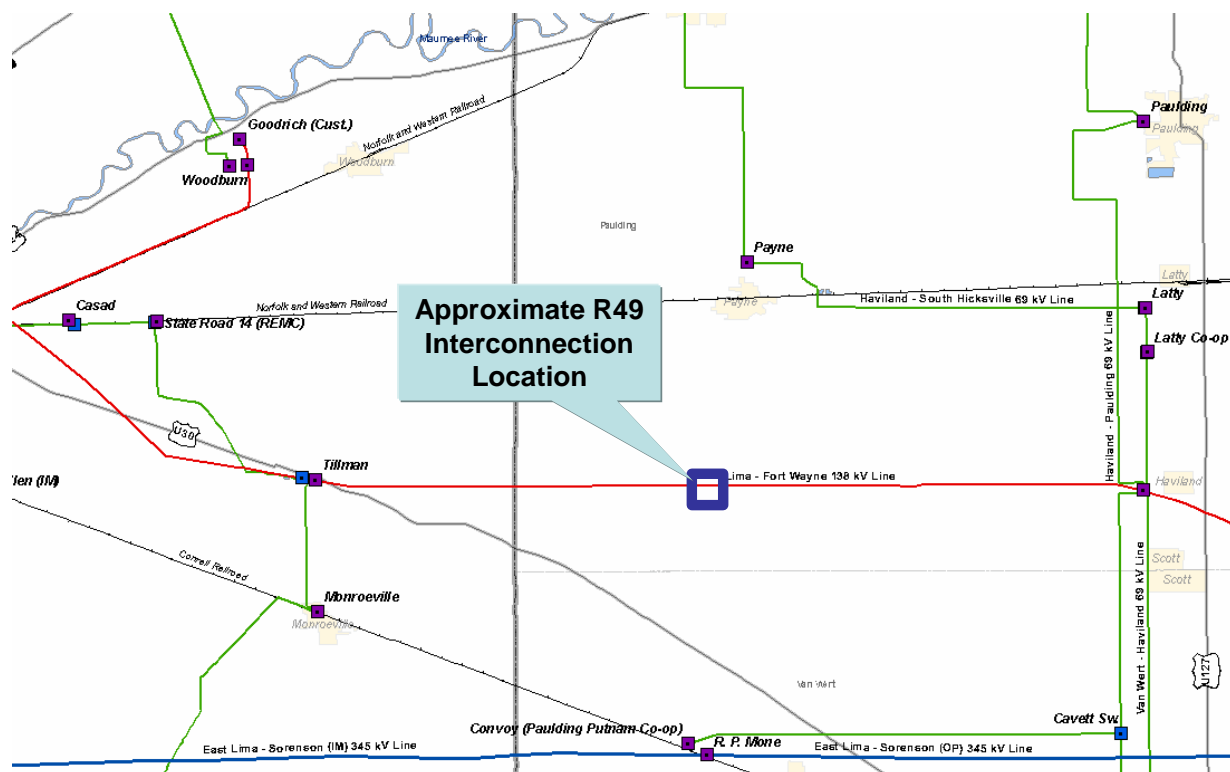 Maumee River
Goodrich (Cust.)
Norfolk and Western Railroad
Woodburn
Woodburn
Paulding
Paulding
Paulding
Payne
Payne
Latty
Haviland - South Hicksville 69 kV Line
Latty
Latty Co-op
Casad
Norfolk and Western Railroad
State Road 14 (REMC)
Approximate R49
Interconnection
Location
Haviland - Paulding 69 kV Line
U30
Tillman
Lima - Fort Wayne 138 kV Line
Haviland
(IM)
Conrail Railroad
Scott
Scott
Monroeville
Monroeville
Van Wert - Haviland 69 kV Line
U127
Van Wert
Cavett Sw.
Convoy (Paulding Putnam Co-op)
R. P. Mone
East Lima - Sorenson (IM) 345 kV Line
East Lima - Sorenson (OP) 345 kV Line